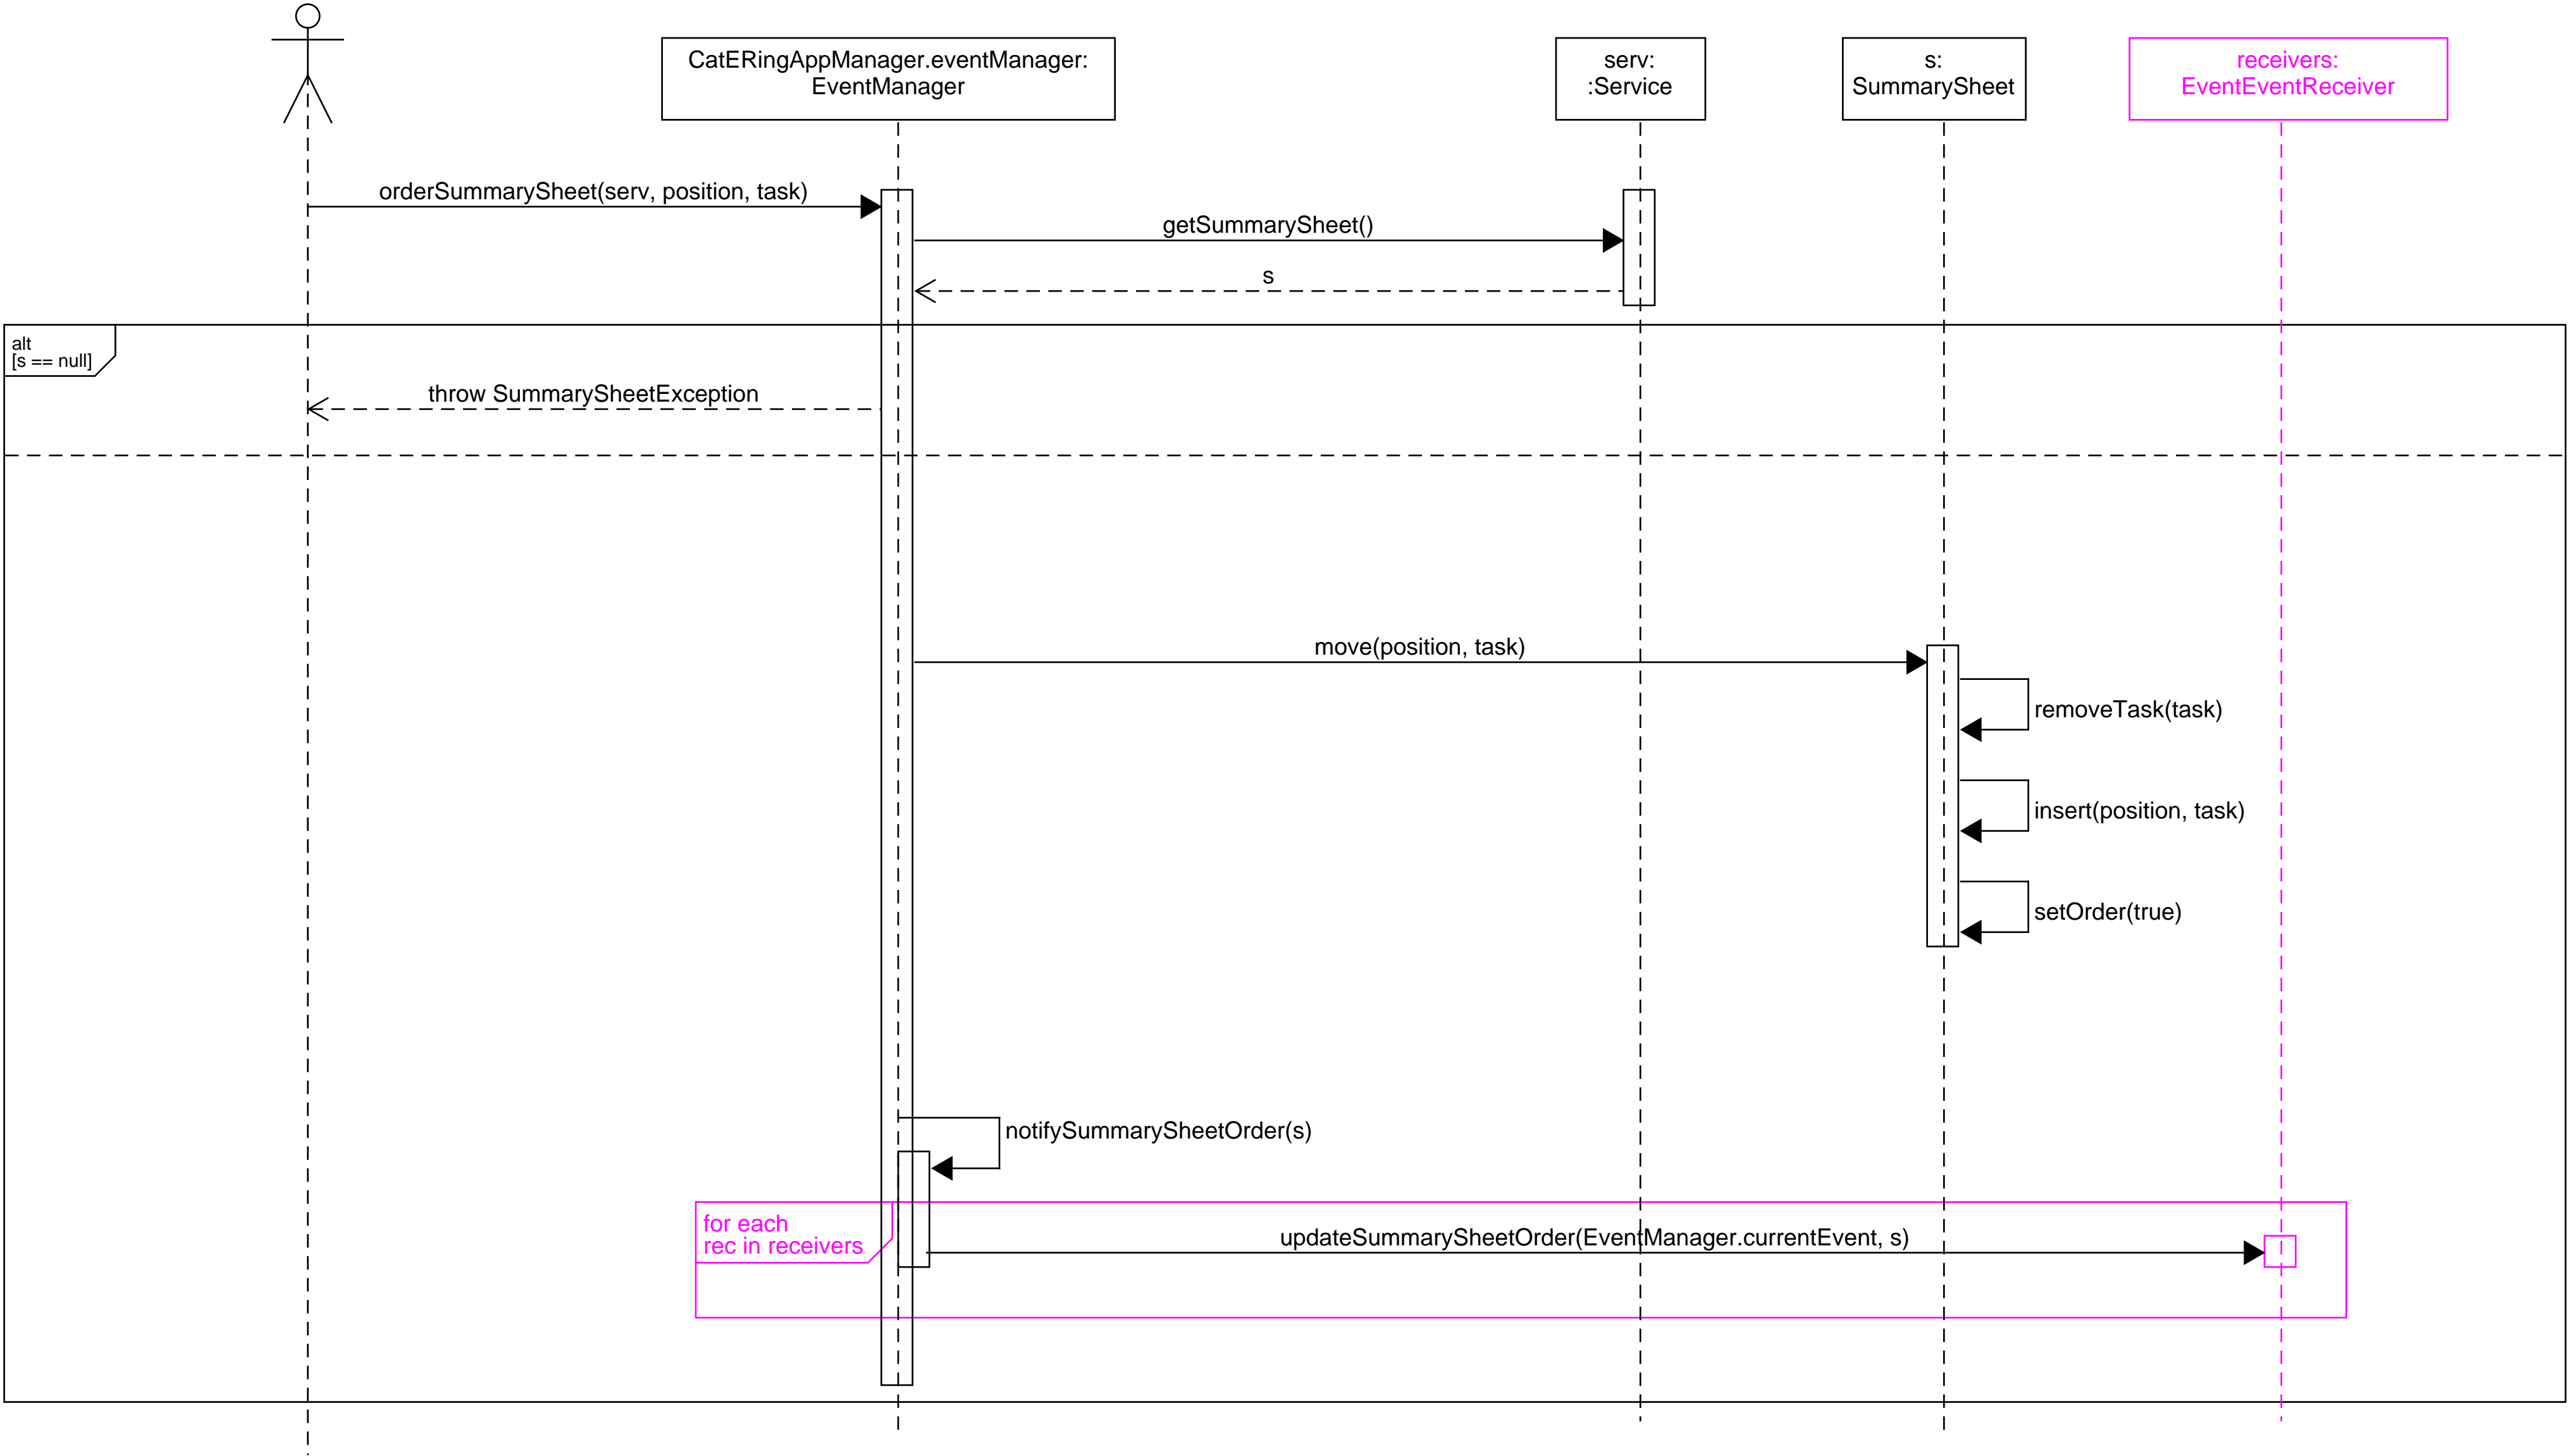 CatERingAppManager.eventManager:
EventManager
serv:
:Service
s:
SummarySheet
receivers:
EventEventReceiver
orderSummarySheet(serv, position, task)
getSummarySheet()
s
alt
[s == null]
throw SummarySheetException
move(position, task)
removeTask(task)
insert(position, task)
setOrder(true)
notifySummarySheetOrder(s)
for each
rec in receivers
updateSummarySheetOrder(EventManager.currentEvent, s)